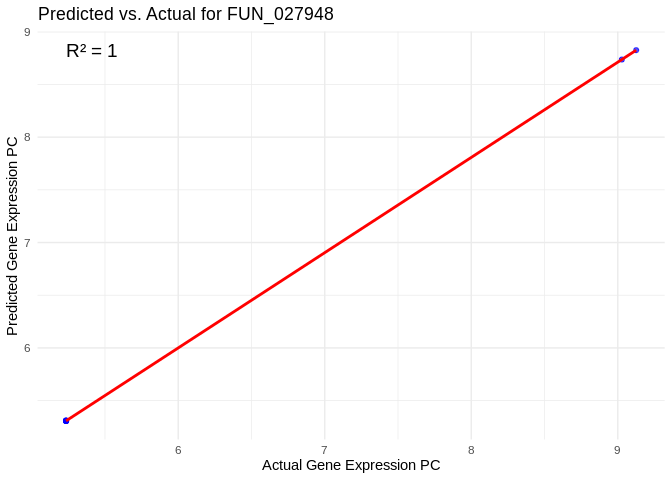 Predicted vs. Actual for FUN_027948
R² = 1
9
8
7
6
Predicted Gene Expression PC
6 7 8 9
Actual Gene Expression PC